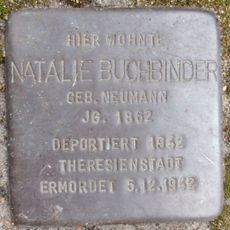 HIER WOHNTE
NATALIE BUCHBINDER
GEB. NEUMANN
JG. 1862
DEPORTIERT 1942
THERESIENSTADT
ERMORDET 5.12.1942